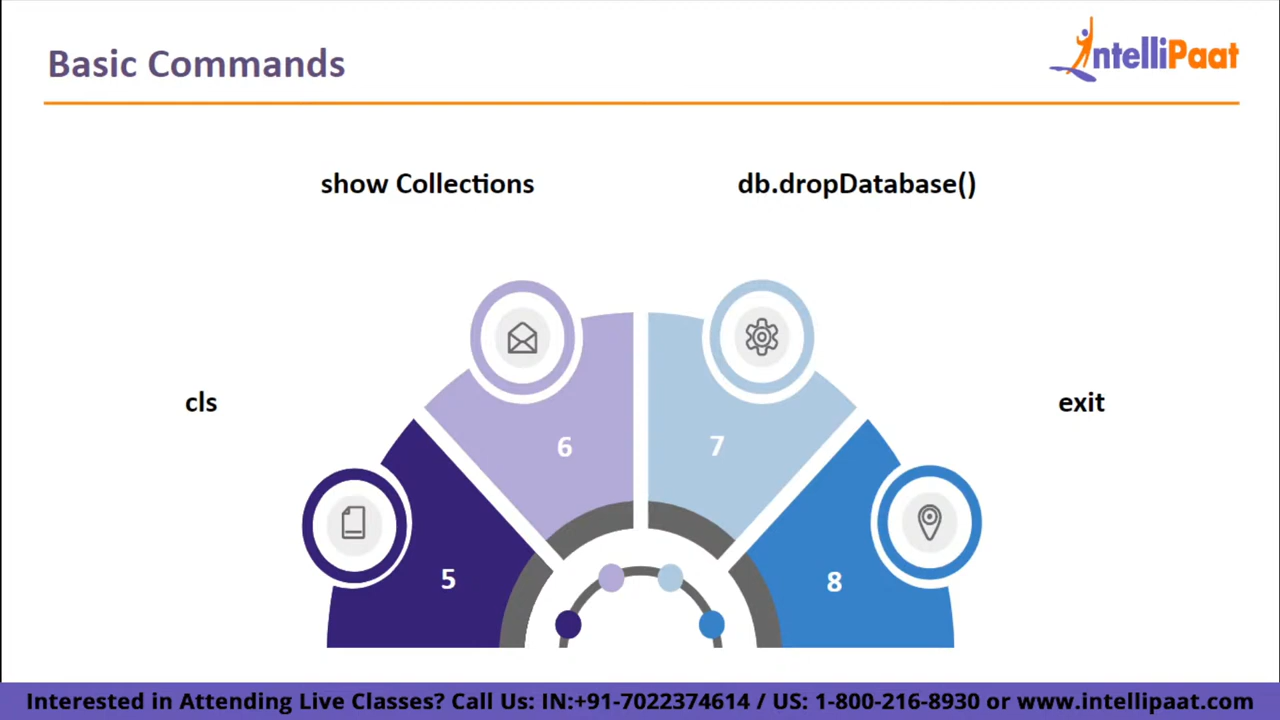 Basic Commands
IntelliPaat
show Collections
db.dropDatabase()
cls
exit
6
7
5
8
Interested in Attending Live Classes? Call Us: IN:+91-7022374614 / US: 1-800-216-8930 or www.intellipaat.com